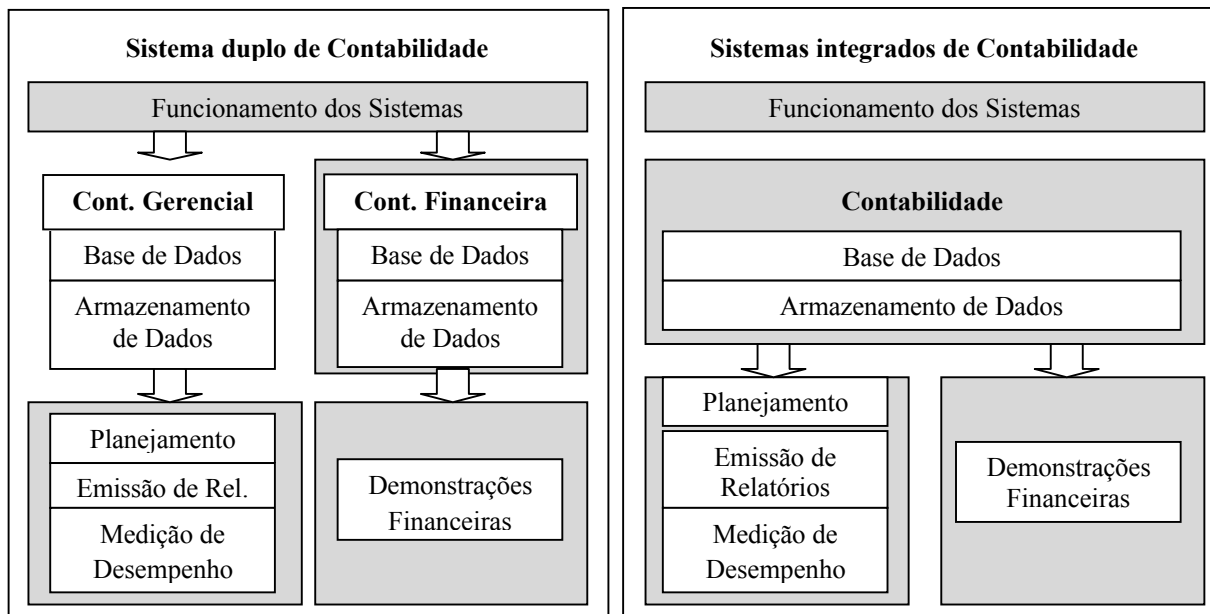 Sistema duplo de Contabilidade
Funcionamento dos Sistemas
Cont. Gerencial
Base de Dados
Armazenamento
de Dados
Planejamento
Emissão de Rel.
Medição de
Desempenho
Cont. Financeira
Base de Dados
Armazenamento
de Dados
Demonstrações
Financeiras
Sistemas integrados de Contabilidade
Funcionamento dos Sistemas
Contabilidade
Base de Dados
Armazenamento de Dados
Planejamento
Emissão de
Relatórios
Medição de
Desempenho
Demonstrações
Financeiras